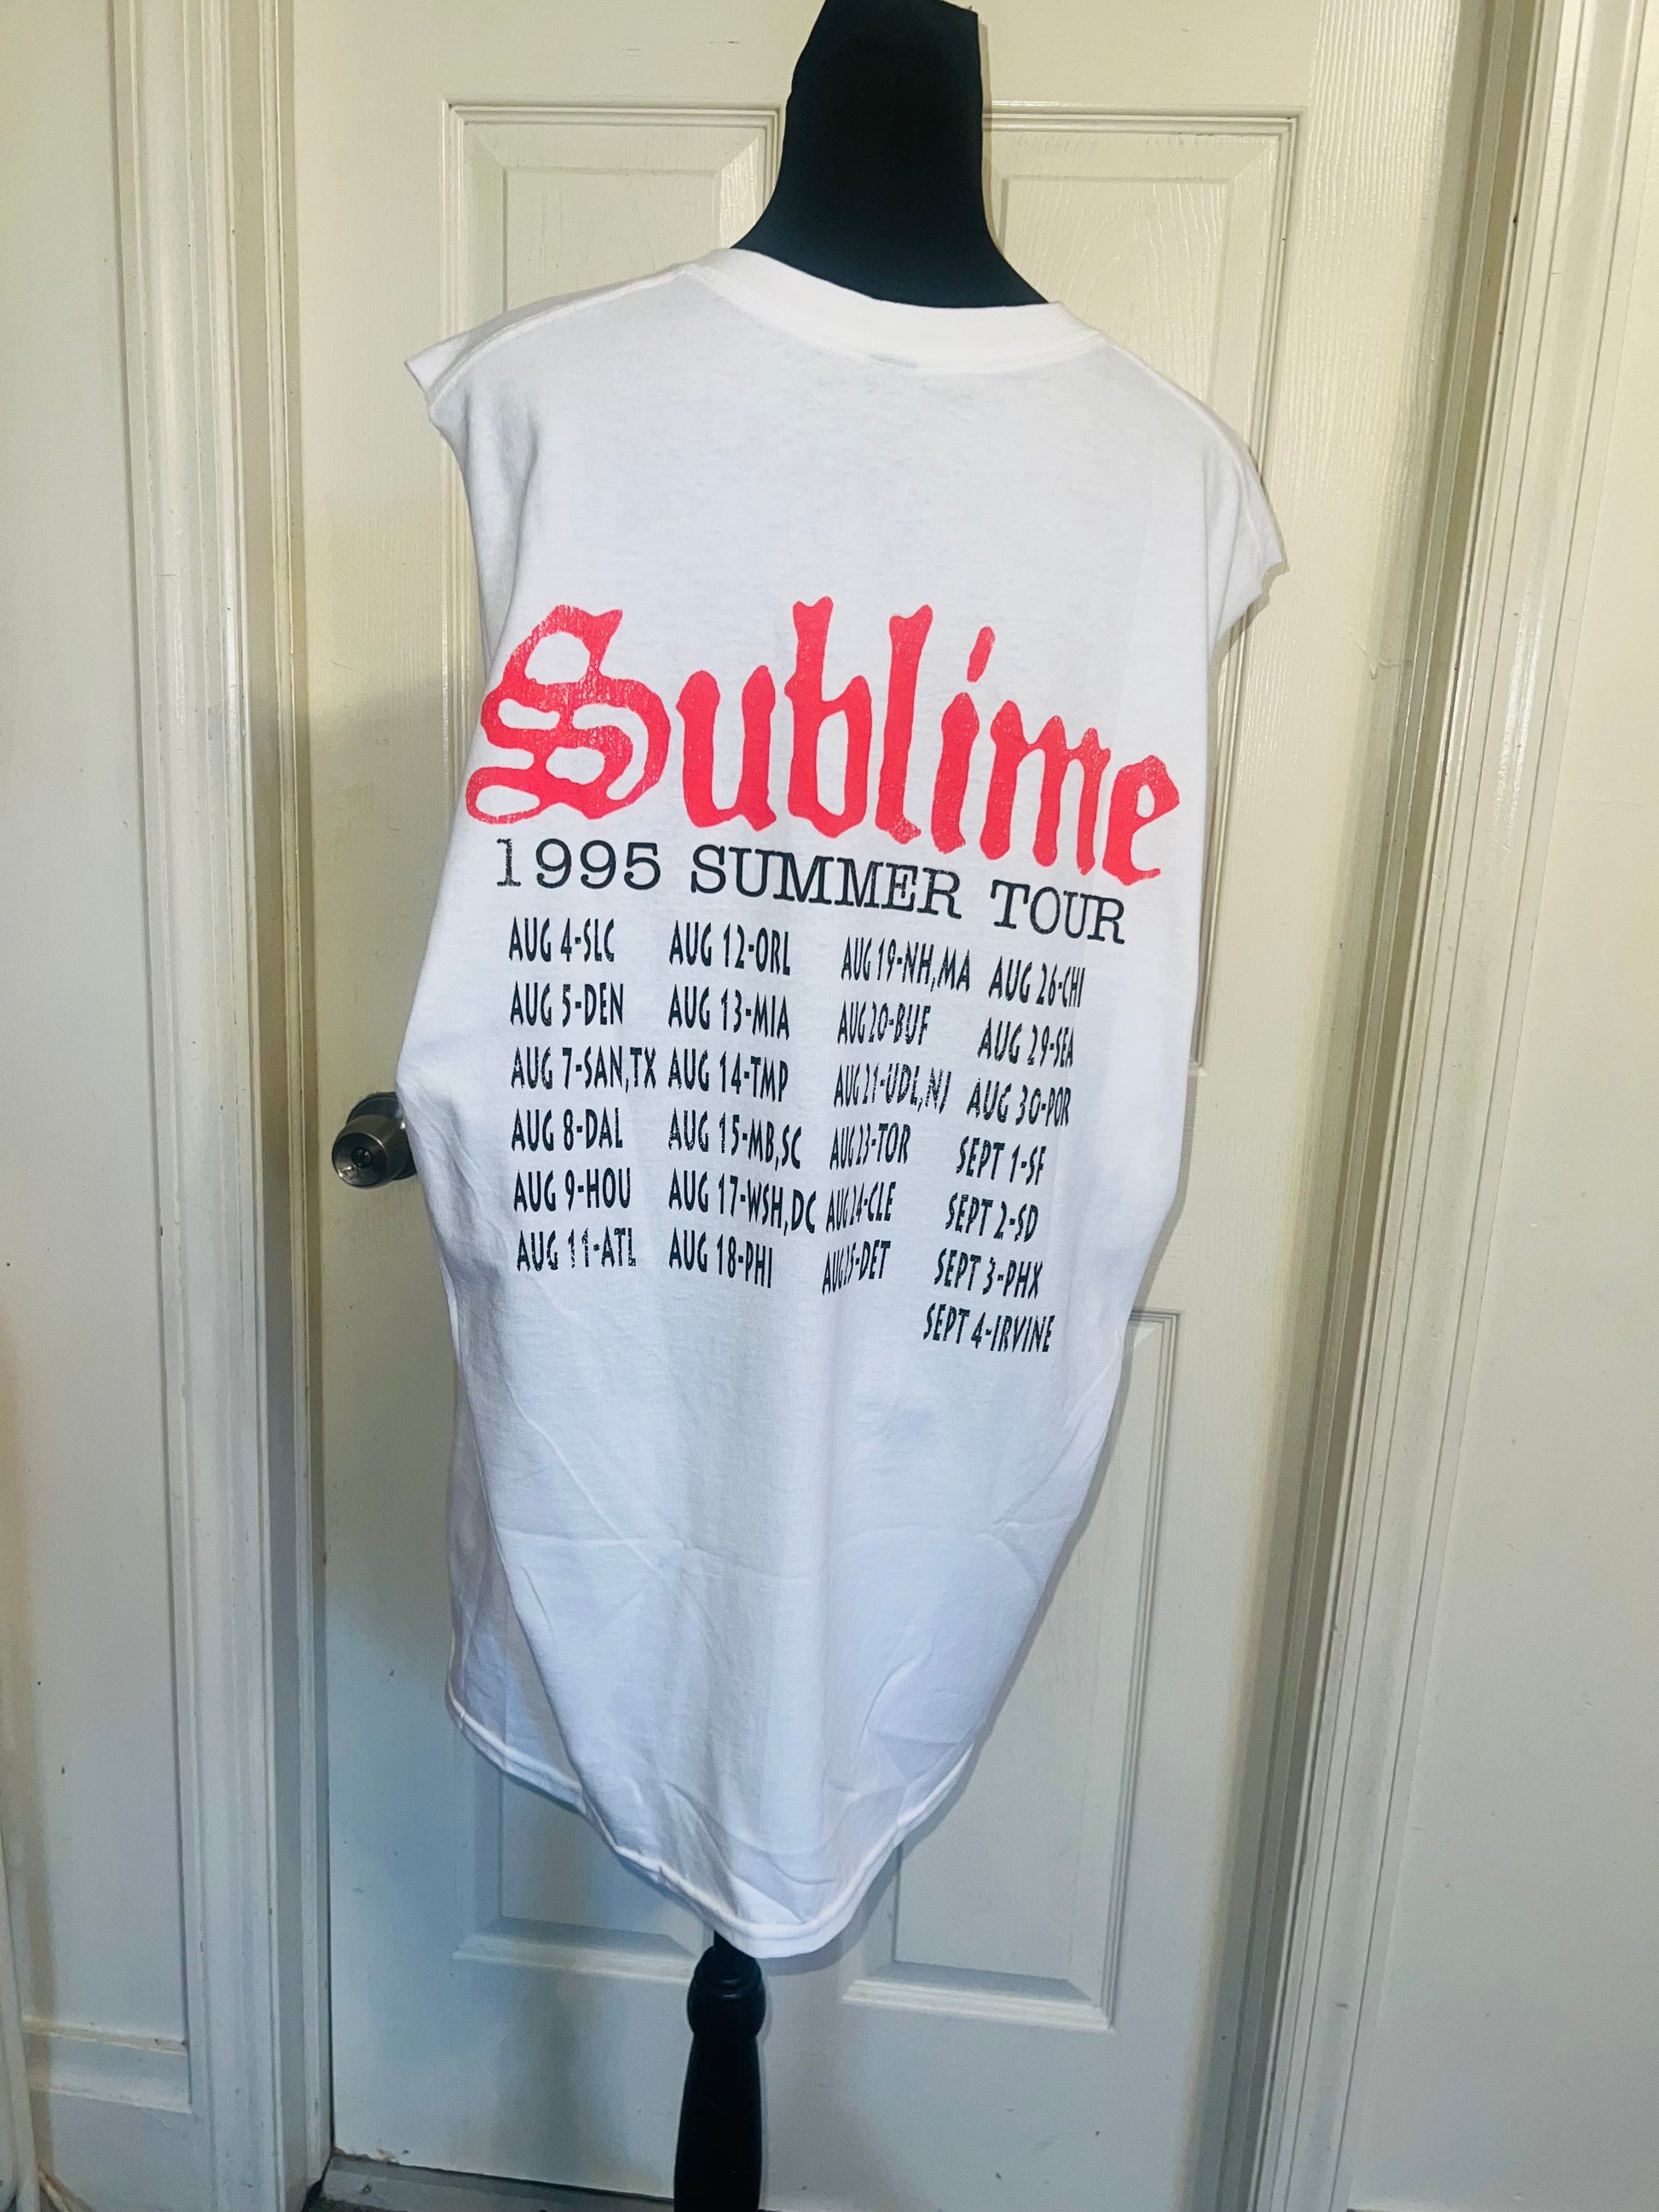 Sublime
1995 SUMMER TOUR
AUG 4-SLC
AUG 5-DEN
AUG 7-SAN,TX
AUG 8-DAL
AUG 9-HOU
AUG 11-ATL
AUG 12-ORL
AUG 13-MIA
AUG 14-TMP
AUG 15-MB,SC
AUG 17-WSH,DC
AUG 18-PHI
AUG 19-NH,MA
AUG 20-BUF
AUG 21-UDL,NJ
AUG 23-TOR
AUG 24-CLE
AUG 25-DET
AUG 26-CHI
AUG 29-SEA
AUG 30-POR
SEPT 1-SF
SEPT 2-SD
SEPT 3-PHX
SEPT 4-IRVINE